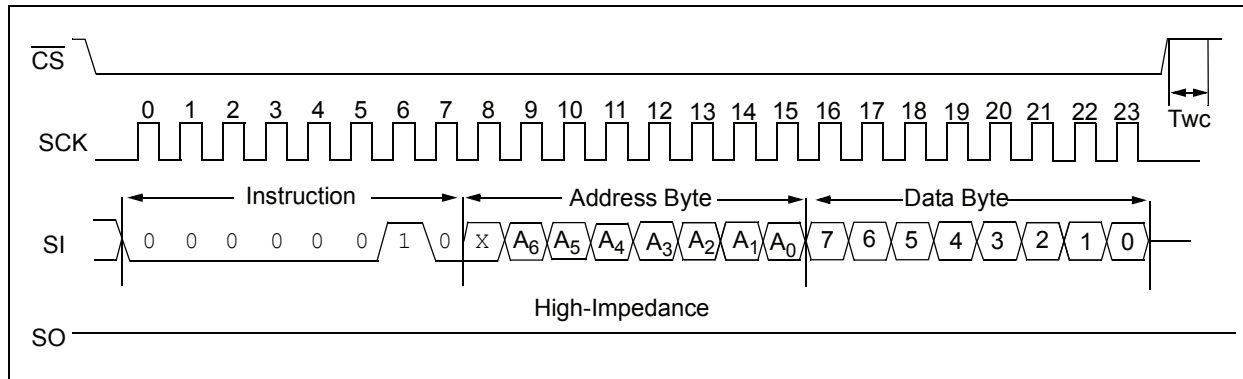 CS
0 1 2 3 4 5 6 7 8 9 10 11 12 13 14 15 16 17 18 19 20 21 22 23
Twc
SCK
Instruction Address Byte Data Byte
SI 0 0 0 0 0 0 1 0 X A6 A5 A4 A3 A2 A1 A0 7 6 5 4 3 2 1 0
High-Impedance
SO